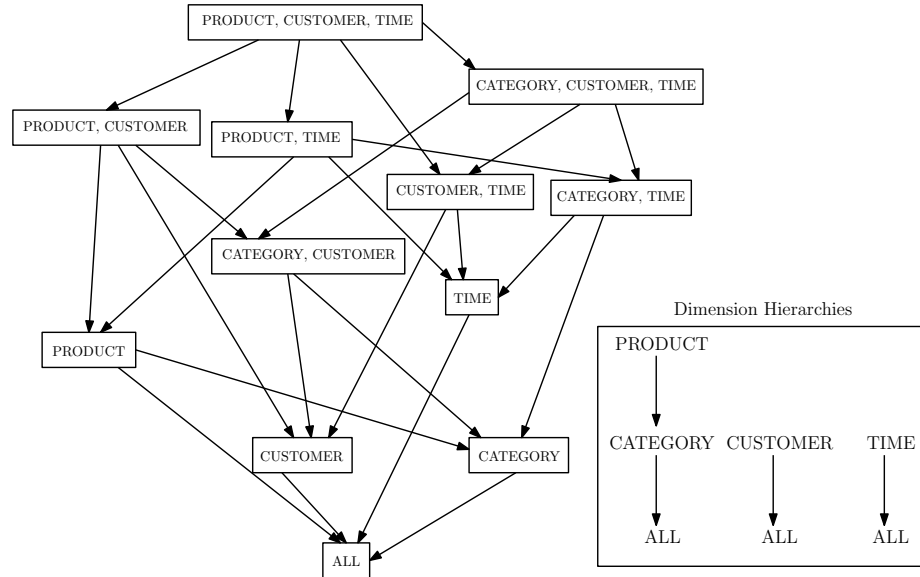 PRODUCT, CUSTOMER, TIME
CATEGORY, CUSTOMER, TIME
PRODUCT, CUSTOMER
PRODUCT, TIME
CUSTOMER, TIME
CATEGORY, TIME
CATEGORY, CUSTOMER
TIME
PRODUCT
CUSTOMER
CATEGORY
ALL
Dimension Hierarchies
PRODUCT
CATEGORY CUSTOMER TIME
ALL ALL ALL